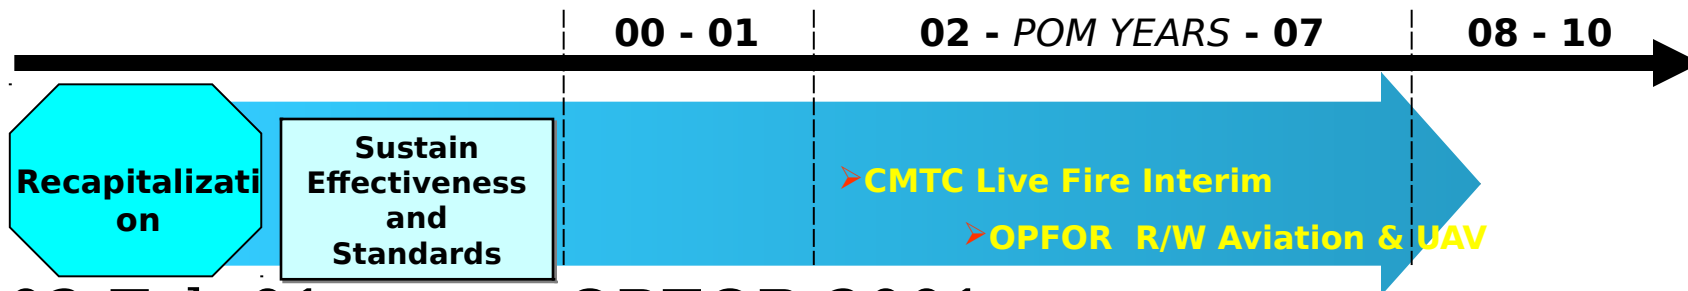 00 - 01
02 - POM YEARS - 07
08 - 10
Recapitalizati
on
Sustain
Effectiveness
and
Standards
CMTC Live Fire Interim
OPFOR R/W Aviation & UAV